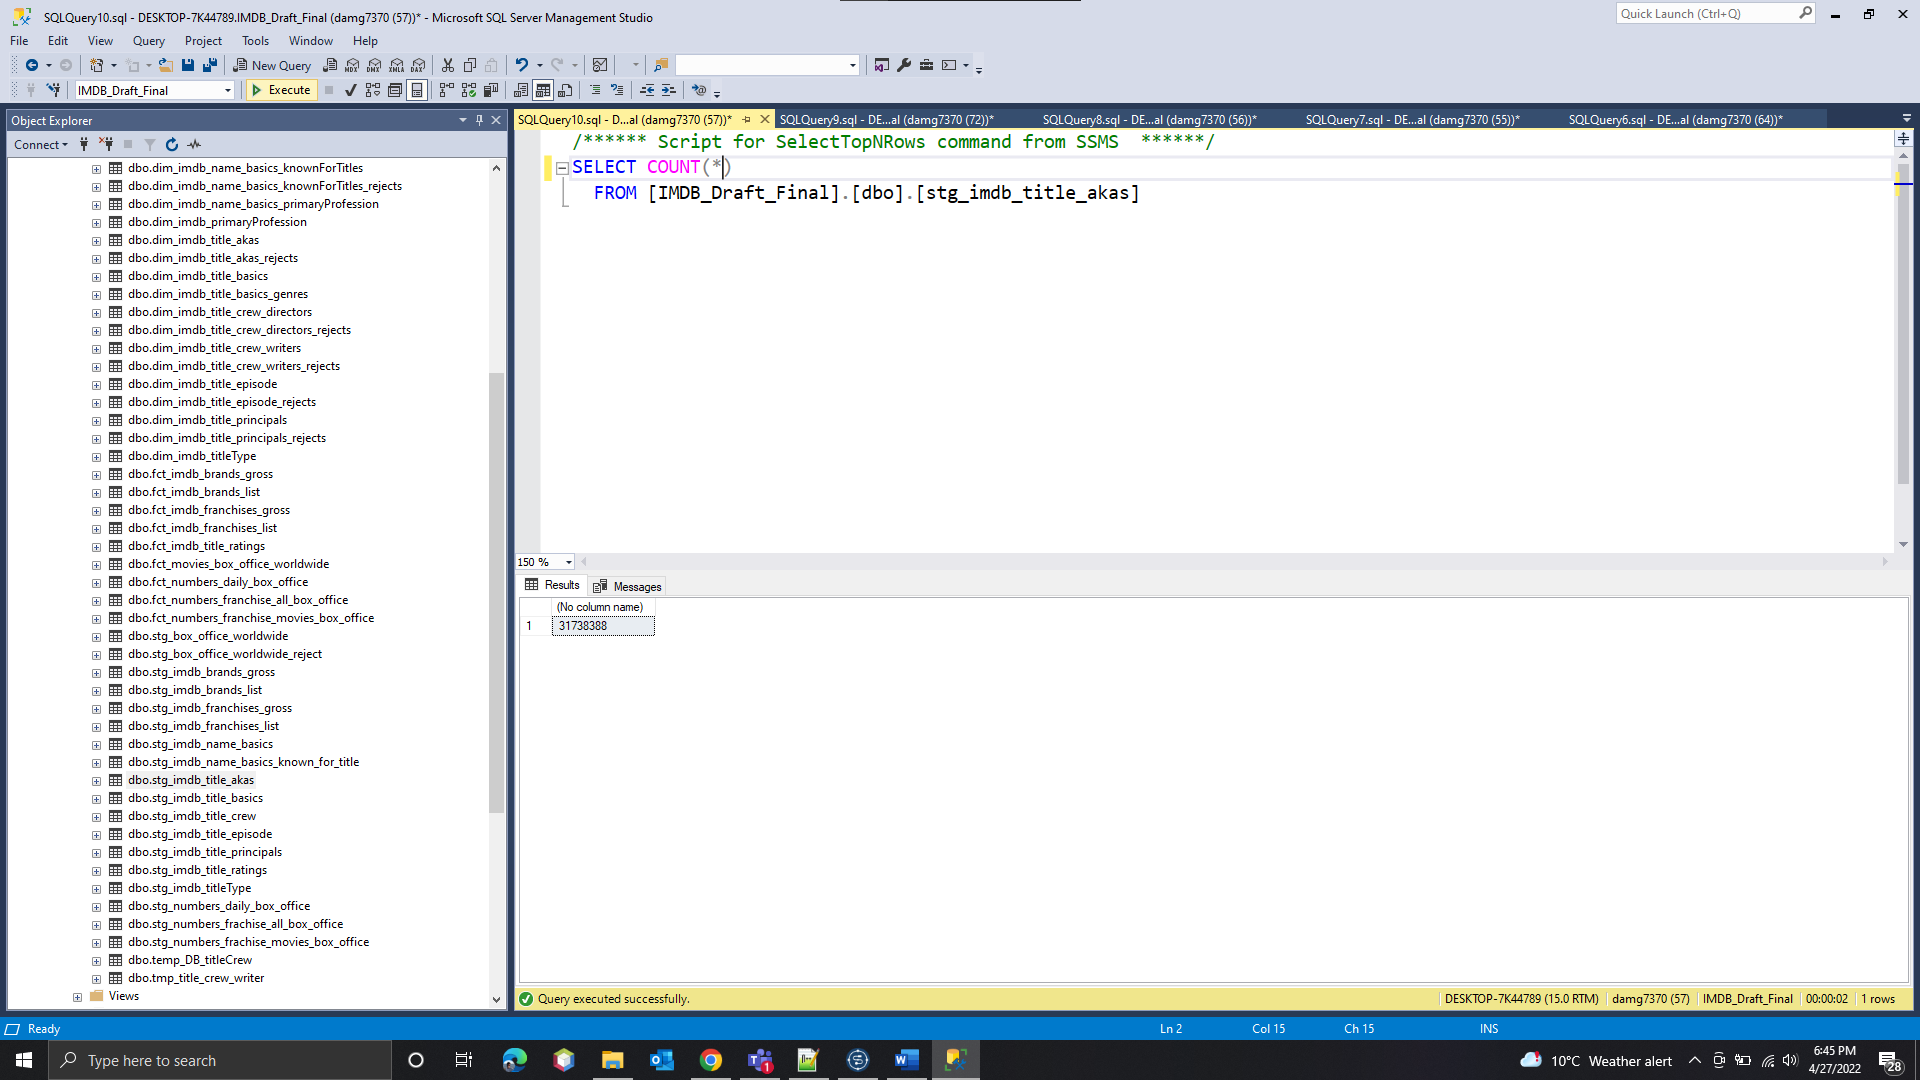 SQLQuery10.sql - DESKTOP-7K44789.IMDB_Draft_Final (damg7370 (57))* - Microsoft SQL Server Management Studio
Quick Launch (Ctrl+Q)
File Edit View Query Project Tools Window Help
New Query
MDX DMX XMLA DAX
IMDB_Draft_Final
Execute
Object Explorer
Connect
dbo.dim_imdb_name_basics_knownForTitles
dbo.dim_imdb_name_basics_knownForTitles_rejects
dbo.dim_imdb_name_basics_primaryProfession
dbo.dim_imdb_primaryProfession
dbo.dim_imdb_title_akas
dbo.dim_imdb_title_akas_rejects
dbo.dim_imdb_title_basics
dbo.dim_imdb_title_basics_genres
dbo.dim_imdb_title_crew_directors
dbo.dim_imdb_title_crew_directors_rejects
dbo.dim_imdb_title_crew_writers
dbo.dim_imdb_title_crew_writers_rejects
dbo.dim_imdb_title_episode
dbo.dim_imdb_title_episode_rejects
dbo.dim_imdb_title_principals
dbo.dim_imdb_title_principals_rejects
dbo.dim_imdb_titleType
dbo.fct_imdb_brands_gross
dbo.fct_imdb_brands_list
dbo.fct_imdb_franchises_gross
dbo.fct_imdb_franchises_list
dbo.fct_imdb_title_ratings
dbo.fct_movies_box_office_worldwide
dbo.fct_numbers_daily_box_office
dbo.fct_numbers_franchise_all_box_office
dbo.fct_numbers_franchise_movies_box_office
dbo.stg_box_office_worldwide
dbo.stg_box_office_worldwide_reject
dbo.stg_imdb_brands_gross
dbo.stg_imdb_brands_list
dbo.stg_imdb_franchises_gross
dbo.stg_imdb_franchises_list
dbo.stg_imdb_name_basics
dbo.stg_imdb_name_basics_known_for_title
dbo.stg_imdb_title_akas
dbo.stg_imdb_title_basics
dbo.stg_imdb_title_crew
dbo.stg_imdb_title_episode
dbo.stg_imdb_title_principals
dbo.stg_imdb_title_ratings
dbo.stg_imdb_titleType
dbo.stg_numbers_daily_box_office
dbo.stg_numbers_frachise_all_box_office
dbo.stg_numbers_frachise_movies_box_office
dbo.temp_DB_titleCrew
dbo.tmp_title_crew_writer
Views
SQLQuery10.sql - D...al (damg7370 (57))* SQLQuery9.sql - DE...al (damg7370 (72))* SQLQuery8.sql - DE...al (damg7370 (56))* SQLQuery7.sql - DE...al (damg7370 (55))* SQLQuery6.sql - DE...al (damg7370 (64))*
/****** Script for SelectTopNRows command from SSMS  ******/
SELECT COUNT(*)
FROM [IMDB_Draft_Final].[dbo].[stg_imdb_title_akas]
150 %
Results Messages
(No column name)
1 31738388
Query executed successfully.
DESKTOP-7K44789 (15.0 RTM) damg7370 (57) IMDB_Draft_Final 00:00:02 1 rows
Ready
Ln 2 Col 15 Ch 15 INS
Type here to search
1
10°C Weather alert
6:45 PM
4/27/2022
28